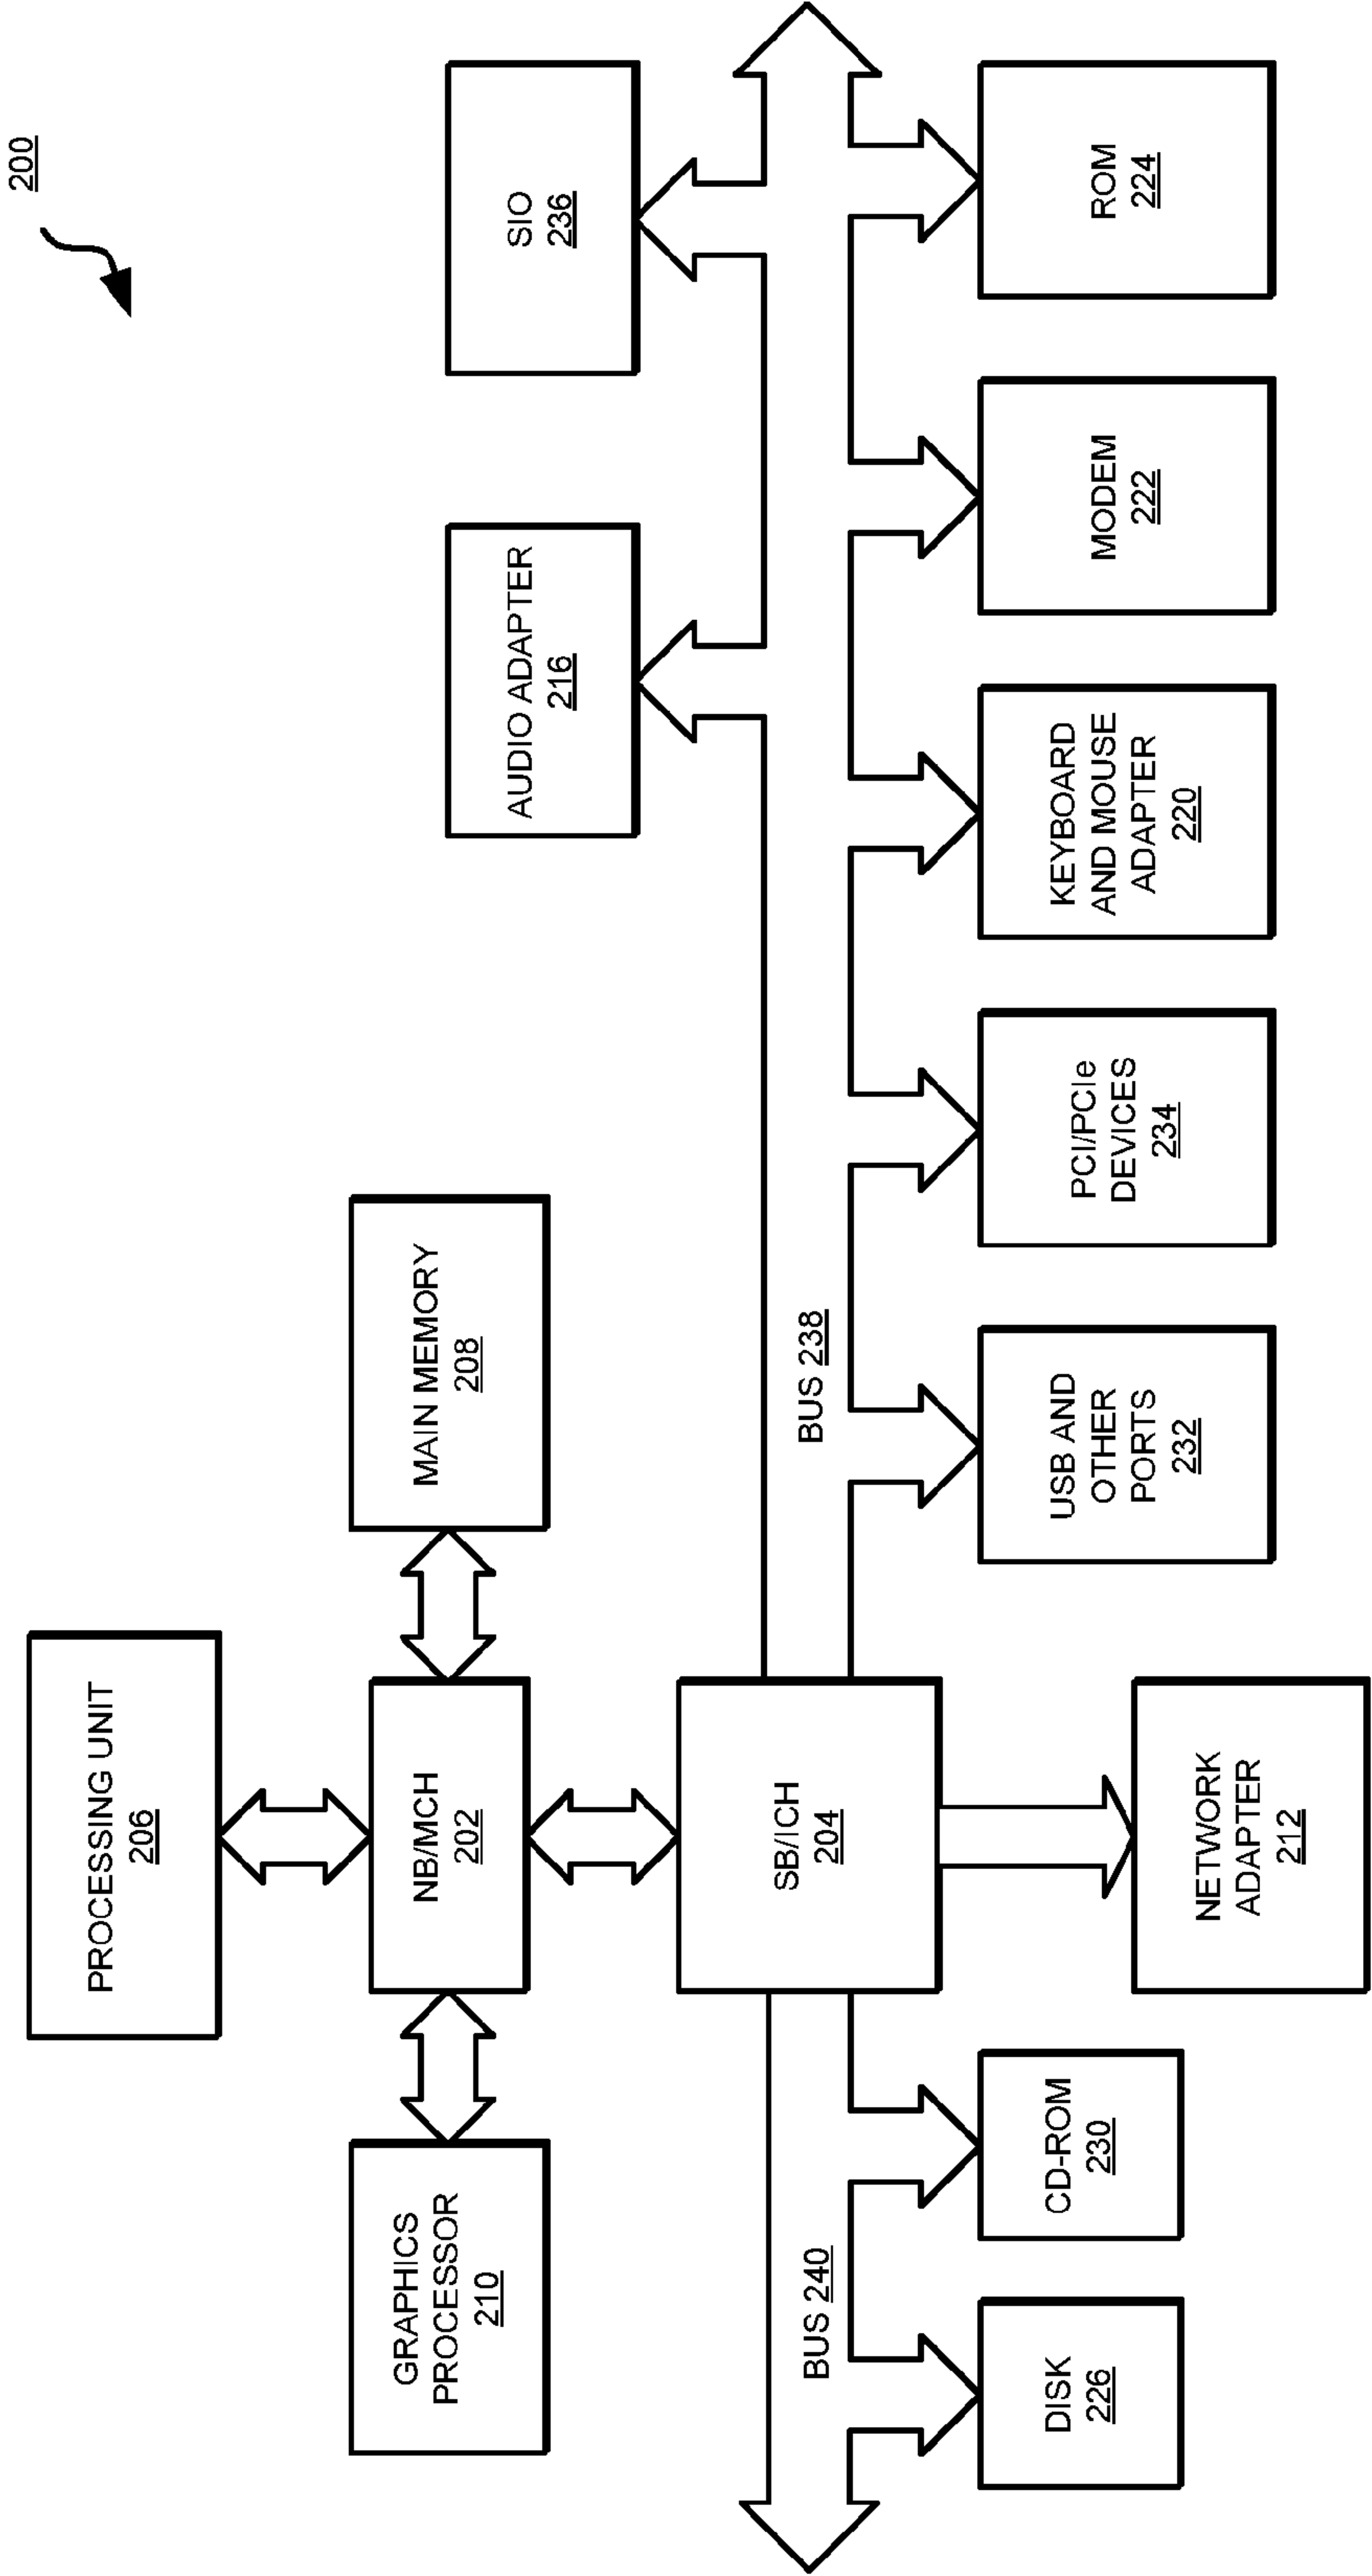 200
PROCESSING UNIT
206
GRAPHICS
PROCESSOR
210
NB/MCH
202
MAIN MEMORY
208
AUDIO ADAPTER
216
SIO
236
SB/ICH
204
BUS 240
BUS 238
DISK
226
CD-ROM
230
NETWORK
ADAPTER
212
USB AND
OTHER
PORTS
232
PCI/PCIe
DEVICES
234
KEYBOARD
AND MOUSE
ADAPTER
220
MODEM
222
ROM
224